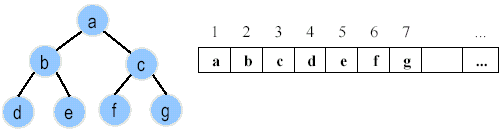 a
b c
d e f g
1 2 3 4 5 6 7 ...
a b c d e f g ...